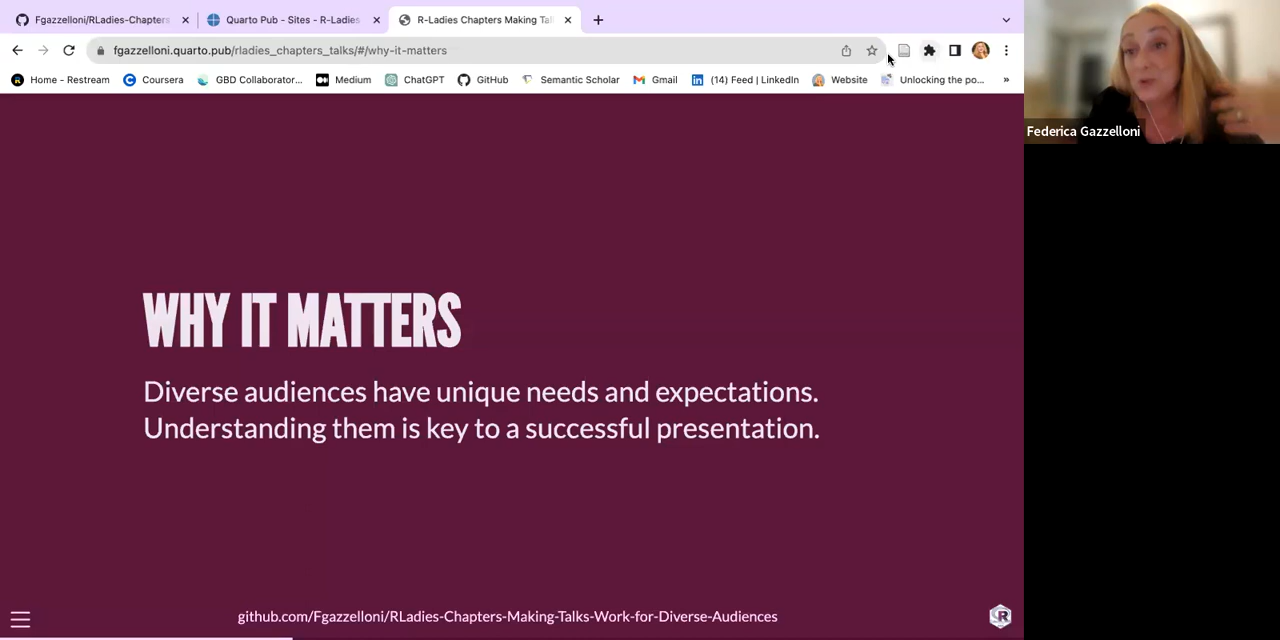 Fgazzelloni/RLadies-Chapters
Quarto Pub - Sites - R-Ladies
R-Ladies Chapters Making Tal
fgazzelloni.quarto.pub/rladies_chapters_talks/#/why-it-matters
Home - Restream
Coursera
GBD Collaborator...
Medium
ChatGPT
GitHub
Semantic Scholar
Gmail
(14) Feed | LinkedIn
Website
Unlocking the po...
»
Federica Gazzelloni
WHY IT MATTERS
Diverse audiences have unique needs and expectations.
Understanding them is key to a successful presentation.
github.com/Fgazzelloni/RLadies-Chapters-Making-Talks-Work-for-Diverse-Audiences
R